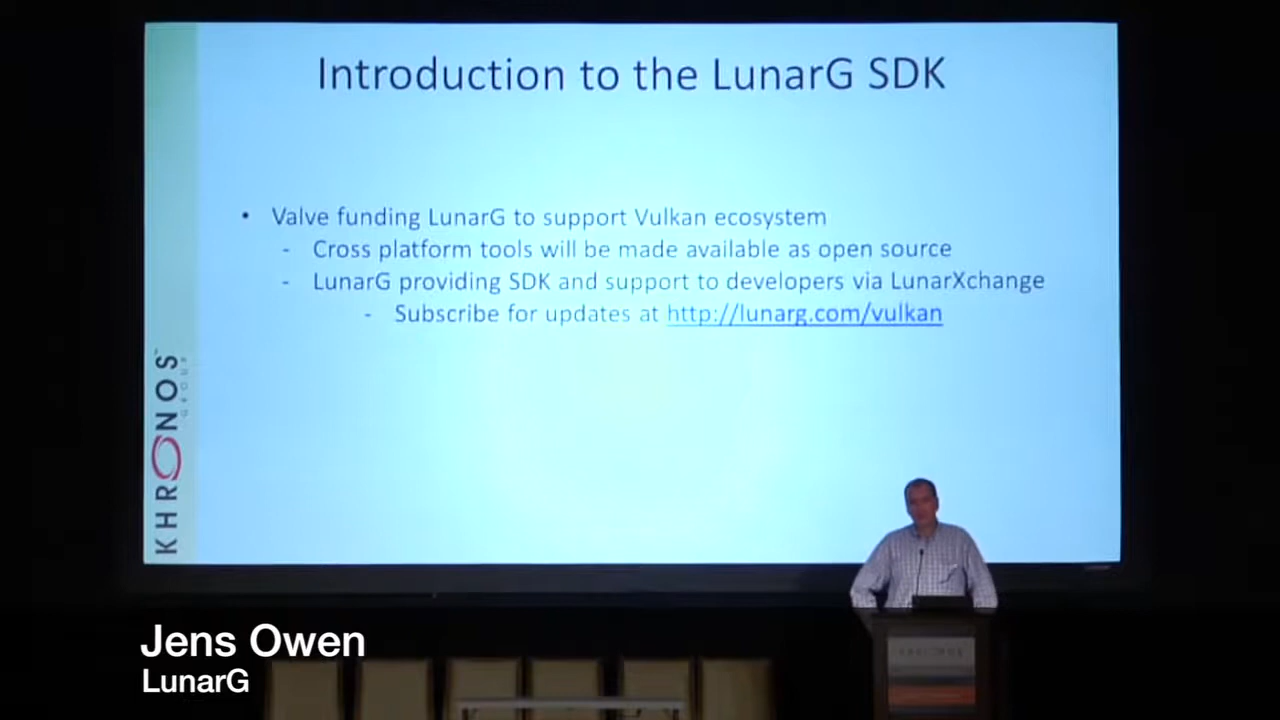 Introduction to the LunarG SDK
• Valve funding LunarG to support Vulkan ecosystem
- Cross platform tools will be made available as open source
- LunarG providing SDK and support to developers via LunarXchange
- Subscribe for updates at http://lunarg.com/vulkan
KHRONOS
GROUP
Jens Owen
LunarG